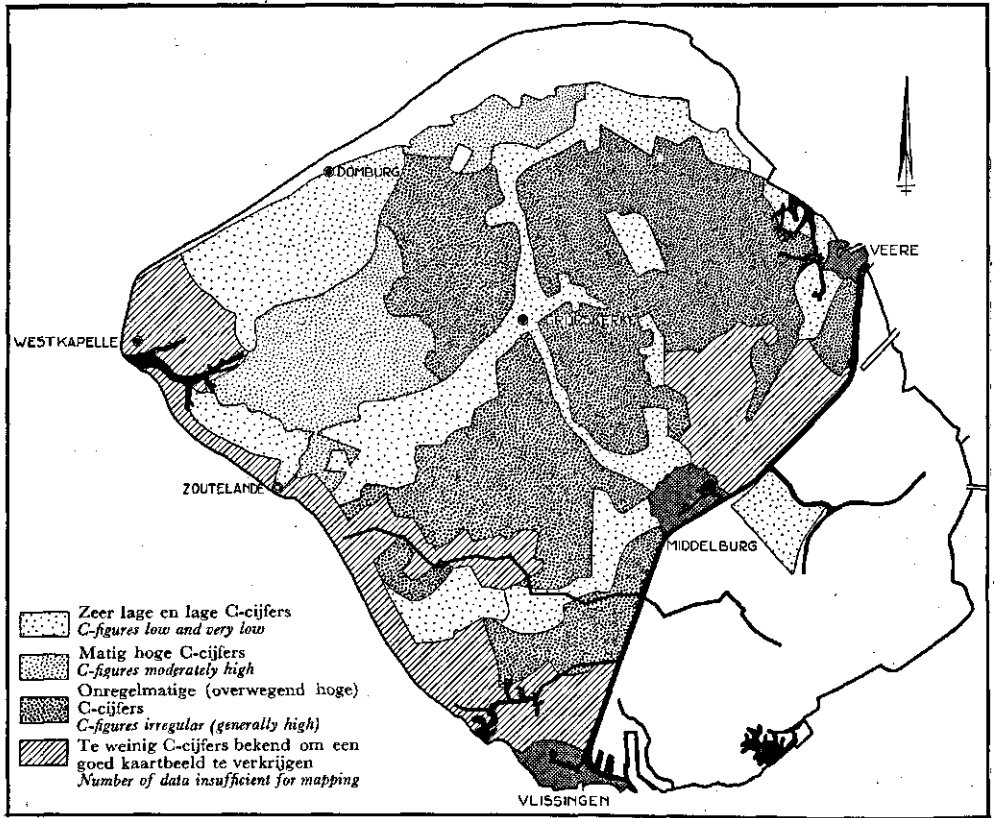 DOMBURG
VEERE
WESTKAPELLE
ZOUTELANDE
MIDDELBURG
VLISSINGEN
Zeer lage en lage C-cijfers
C-figures low and very low
Matig hoge C-cijfers
C-figures moderately high
Onregelmatige (overwegend hoge)
C-cijfers
C-figures irregular (generally high)
Te weinig C-cijfers bekend om een
goed kaartbeeld te verkrijgen
Number of data insufficient for mapping